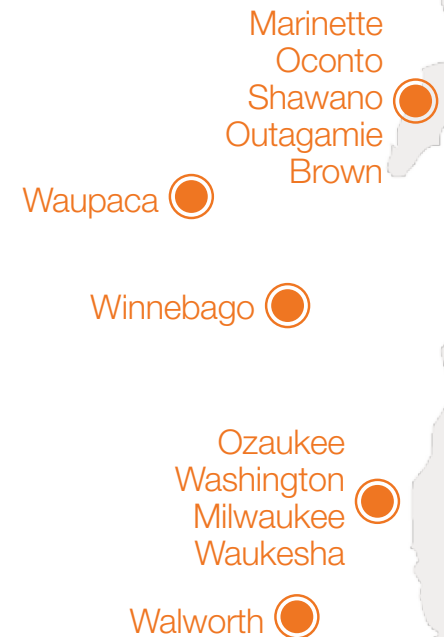 Marinette
Oconto
Shawano
Outagamie
Brown
Waupaca
Winnebago
Ozaukee
Washington
Milwaukee
Waukesha
Walworth